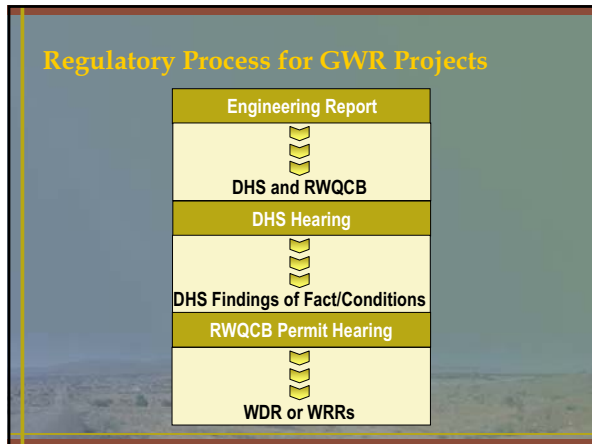 Regulatory Process for GWR Projects
Engineering Report
DHS and RWQCB
DHS Hearing
DHS Findings of Fact/Conditions
RWQCB Permit Hearing
WDR or WRRs